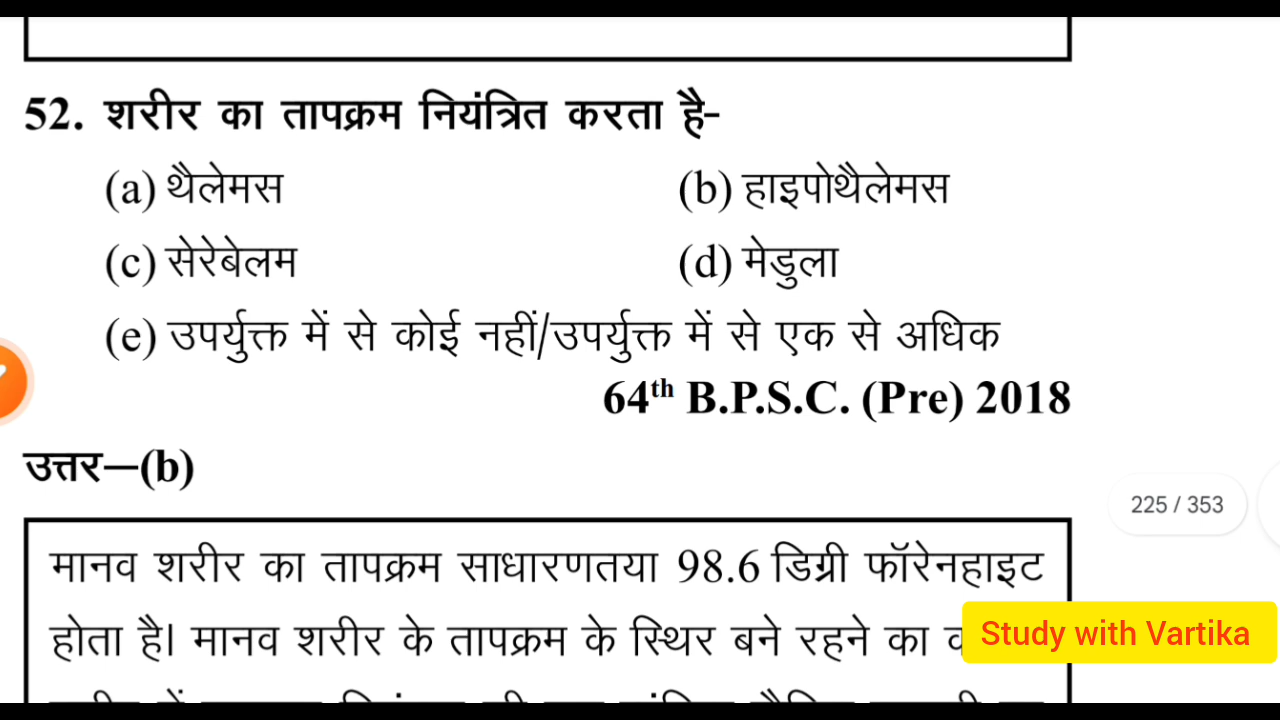 52. शरीर का तापक्रम नियंत्रित करता है-
(a) थैलेमस (b) हाइपोथैलेमस
(c) सेरेबेलम (d) मेडुला
(e) उपर्युक्त में से कोई नहीं/उपर्युक्त में से एक से अधिक
64th B.P.S.C. (Pre) 2018
उत्तर—(b)
225 / 353
मानव शरीर का तापक्रम साधारणतया 98.6 डिग्री फॉरेनहाइट
होता है। मानव शरीर के तापक्रम के स्थिर बने रहने का
Study with Vartika